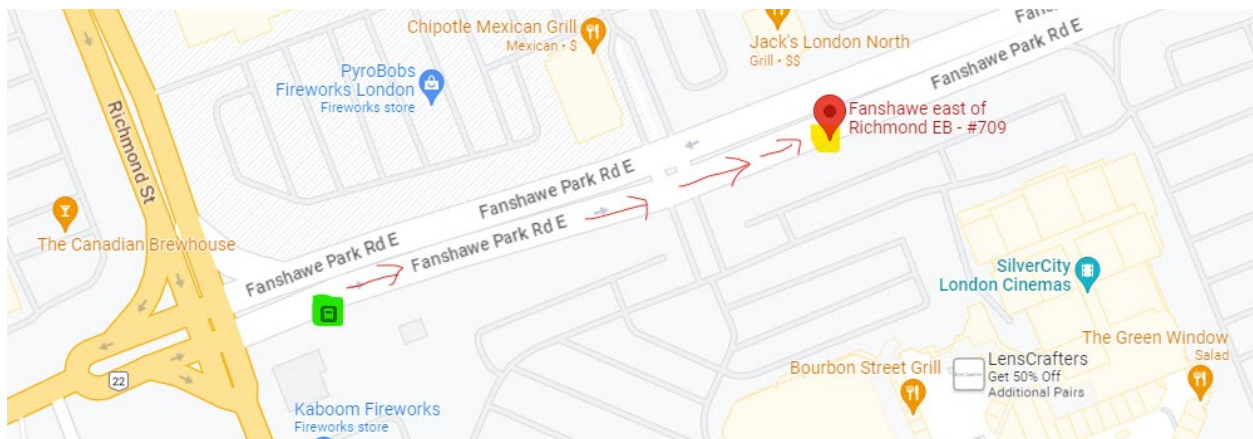 Fanshawe Park Rd E
Chipotle Mexican Grill
Mexican • $
Jack's London North
Grill • $$
Fanshawe Park Rd E
PyroBobs
Fireworks London
Fireworks store
Richmond St
Fanshawe east of
Richmond EB - #709
Fanshawe Park Rd E
The Canadian Brewhouse
Fanshawe Park Rd E
Fanshawe Park Rd E
SilverCity
London Cinemas
22
Bourbon Street Grill
LensCrafters
Get 50% Off
Additional Pairs
The Green Window
Salad
Kaboom Fireworks
Fireworks store